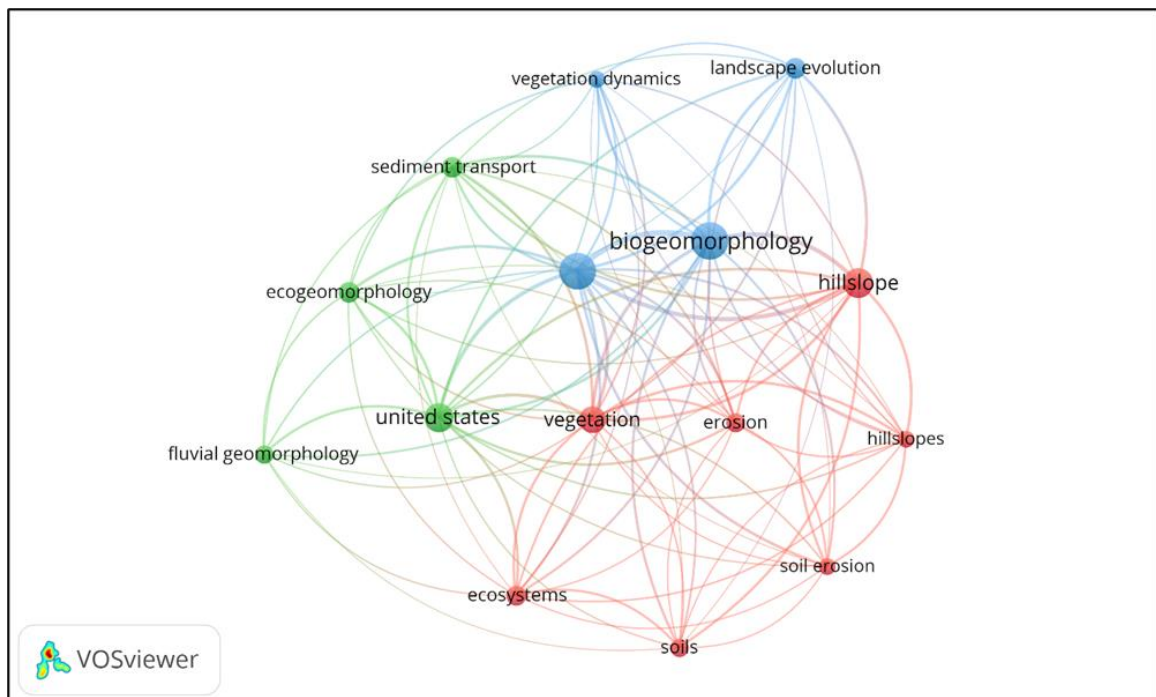 vegetation dynamics
landscape evolution
sediment transport
biogeomorphology
hillslope
ecogeomorphology
united states
vegetation
erosion
hillslopes
fluvial geomorphology
soil erosion
ecosystems
soils
VOSviewer